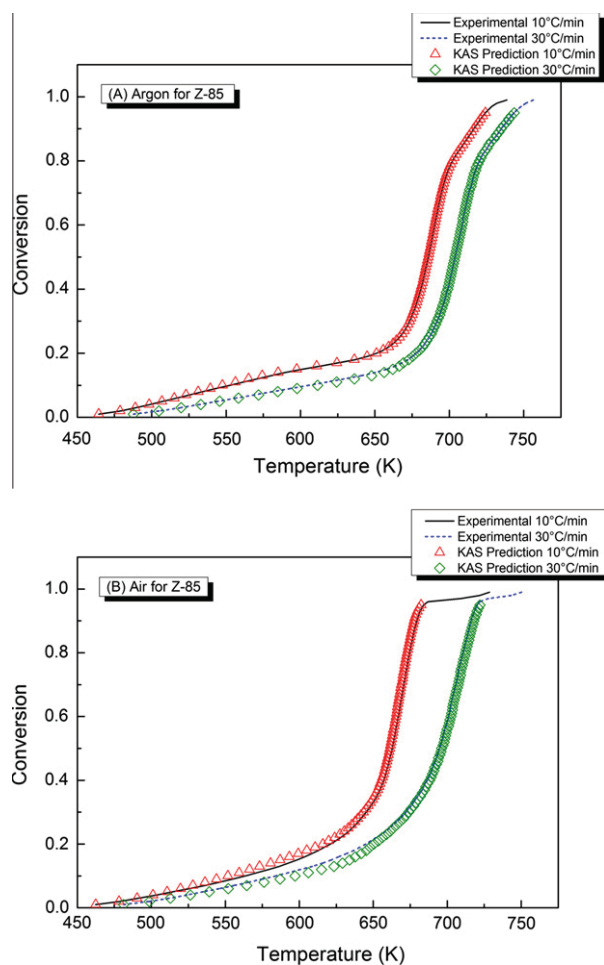 Experimental 10°C/min
Experimental 30°C/min
KAS Prediction 10°C/min
KAS Prediction 30°C/min
(A) Argon for Z-85
1.0
0.8
0.6
0.4
0.2
0.0
Conversion
450 500 550 600 650 700 750
Temperature (K)
Experimental 10°C/min
Experimental 30°C/min
KAS Prediction 10°C/min
KAS Prediction 30°C/min
(B) Air for Z-85
1.0
0.8
0.6
0.4
0.2
0.0
Conversion
450 500 550 600 650 700 750
Temperature (K)